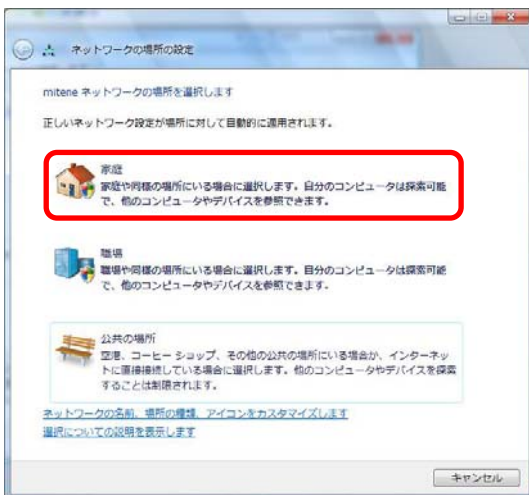 ネットワークの場所の設定
mitene ネットワークの場所を選択します
正しいネットワーク設定が場所に対して自動的に適用されます。
家庭
家庭や同様の場所にいる場合に選択します。自分のコンピュータは探索可能
で、他のコンピュータやデバイスを参照できます。
職場
職場や同様の場所にいる場合に選択します。自分のコンピュータは探索可能
で、他のコンピュータやデバイスを参照できます。
公共の場所
空港、コーヒー ショップ、その他の公共の場所にいる場合か、インターネッ
トに直接接続している場合に選択します。他のコンピュータやデバイスを探索
することは制限されます。
ネットワークの名前、場所の種類、アイコンをカスタマイズします
選択についての説明を表示します
キャンセル